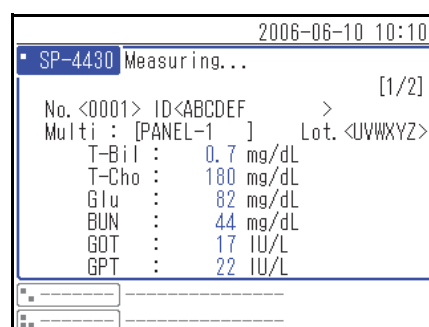 2006-06-10 10:10
SP-4430 Measuring...
[1/2]
No.<0001> ID<ABCDEF >
Multi : [PANEL-1 ] Lot.<UVWXYZ>
T-Bil : 0.7 mg/dL
T-Cho : 180 mg/dL
Glu : 82 mg/dL
BUN : 44 mg/dL
GOT : 17 IU/L
GPT : 22 IU/L
------- ---------------
------- ---------------